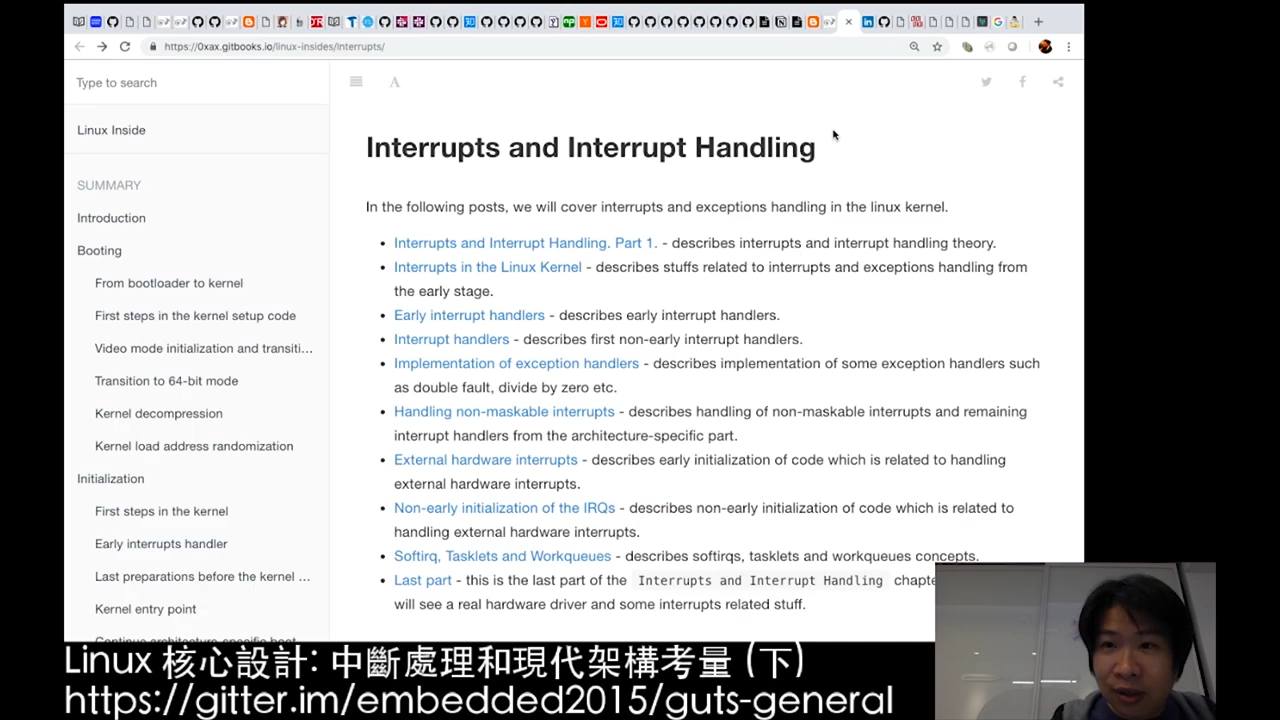 https://0xax.gitbooks.io/linux-insides/Interrupts/
Type to search
A
Linux Inside
SUMMARY
Introduction
Booting
From bootloader to kernel
First steps in the kernel setup code
Video mode initialization and transiti...
Transition to 64-bit mode
Kernel decompression
Kernel load address randomization
Initialization
First steps in the kernel
Early interrupts handler
Last preparations before the kernel ...
Kernel entry point
Continue architecture-specific boot
Interrupts and Interrupt Handling
In the following posts, we will cover interrupts and exceptions handling in the linux kernel.
• Interrupts and Interrupt Handling. Part 1. - describes interrupts and interrupt handling theory.
• Interrupts in the Linux Kernel - describes stuffs related to interrupts and exceptions handling from
the early stage.
• Early interrupt handlers - describes early interrupt handlers.
• Interrupt handlers - describes first non-early interrupt handlers.
• Implementation of exception handlers - describes implementation of some exception handlers such
as double fault, divide by zero etc.
• Handling non-maskable interrupts - describes handling of non-maskable interrupts and remaining
interrupt handlers from the architecture-specific part.
• External hardware interrupts - describes early initialization of code which is related to handling
external hardware interrupts.
• Non-early initialization of the IRQs - describes non-early initialization of code which is related to
handling external hardware interrupts.
• Softirq, Tasklets and Workqueues - describes softirqs, tasklets and workqueues concepts.
• Last part - this is the last part of the Interrupts and Interrupt Handling chapte
will see a real hardware driver and some interrupts related stuff.
Linux 核心設計: 中斷處理和現代架構考量 (下)
https://gitter.im/embedded2015/guts-general